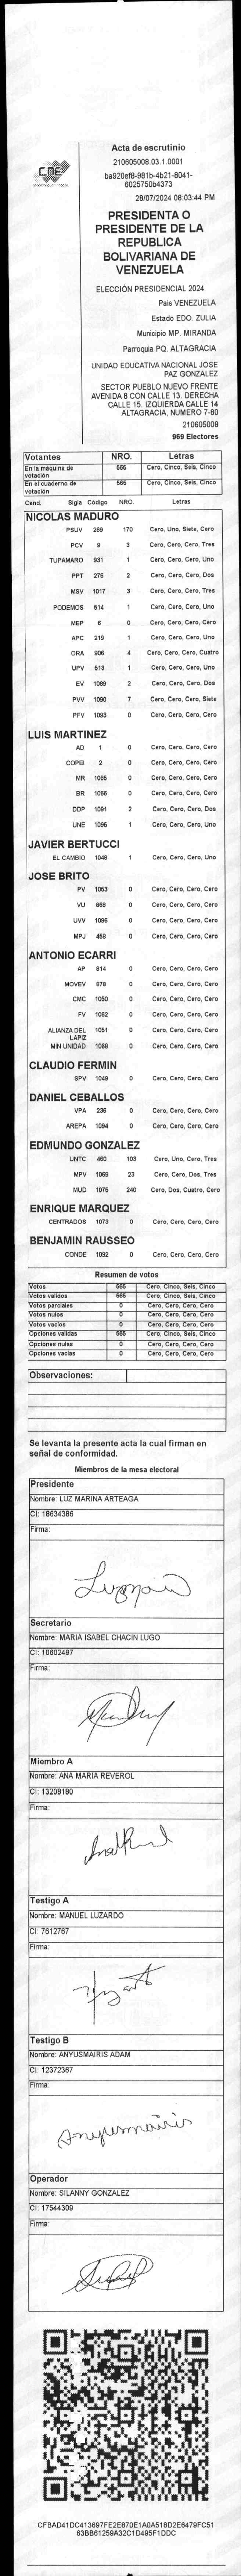 CNE
Acta de escrutinio
210605008.03.1.0001
ba920ef8-981b-4b21-8041-
6025750b4373
28/07/2024 08:03:44 PM
PRESIDENTA O
PRESIDENTE DE LA
REPUBLICA
BOLIVARIANA DE
VENEZUELA
ELECCIÓN PRESIDENCIAL 2024
Pais VENEZUELA
Estado EDO. ZULIA
Municipio MP. MIRANDA
Parroquia PQ. ALTAGRACIA
UNIDAD EDUCATIVA NACIONAL JOSE
PAZ GONZALEZ
SECTOR PUEBLO NUEVO FRENTE
AVENIDA 8 CON CALLE 13. DERECHA
CALLE 15. IZQUIERDA CALLE 14
ALTAGRACIA, NUMERO 7-80
210605008
969 Electores
Votantes NRO. Letras
En la máquina de votación 565 Cero, Cinco, Seis, Cinco
En el cuaderno de votación 565 Cero, Cinco, Seis, Cinco
Cand. Sigla Código NRO. Letras
NICOLAS MADURO
PSUV 269 170 Cero, Uno, Siete, Cero
PCV 9 3 Cero, Cero, Cero, Tres
TUPAMARO 931 1 Cero, Cero, Cero, Uno
PPT 276 2 Cero, Cero, Cero, Dos
MSV 1017 3 Cero, Cero, Cero, Tres
PODEMOS 514 1 Cero, Cero, Cero, Uno
MEP 6 0 Cero, Cero, Cero, Cero
APC 219 1 Cero, Cero, Cero, Uno
ORA 906 4 Cero, Cero, Cero, Cuatro
UPV 513 1 Cero, Cero, Cero, Uno
EV 1089 2 Cero, Cero, Cero, Dos
PVV 1090 7 Cero, Cero, Cero, Siete
PFV 1093 0 Cero, Cero, Cero, Cero
LUIS MARTINEZ
AD 1 0 Cero, Cero, Cero, Cero
COPEI 2 0 Cero, Cero, Cero, Cero
MR 1065 0 Cero, Cero, Cero, Cero
BR 1066 0 Cero, Cero, Cero, Cero
DDP 1091 2 Cero, Cero, Cero, Dos
UNE 1095 1 Cero, Cero, Cero, Uno
JAVIER BERTUCCI
EL CAMBIO 1048 1 Cero, Cero, Cero, Uno
JOSE BRITO
PV 1053 0 Cero, Cero, Cero, Cero
VU 868 0 Cero, Cero, Cero, Cero
UVV 1096 0 Cero, Cero, Cero, Cero
MPJ 459 0 Cero, Cero, Cero, Cero
ANTONIO ECARRI
AP 814 0 Cero, Cero, Cero, Cero
MOVEV 878 0 Cero, Cero, Cero, Cero
CMC 1050 0 Cero, Cero, Cero, Cero
FV 1062 0 Cero, Cero, Cero, Cero
ALIANZA DEL LAPIZ 1051 0 Cero, Cero, Cero, Cero
MIN UNIDAD 1068 0 Cero, Cero, Cero, Cero
CLAUDIO FERMIN
SPV 1049 0 Cero, Cero, Cero, Cero
DANIEL CEBALLOS
VPA 236 0 Cero, Cero, Cero, Cero
AREPA 1094 0 Cero, Cero, Cero, Cero
EDMUNDO GONZALEZ
UNTC 460 103 Cero, Uno, Cero, Tres
MPV 1069 23 Cero, Cero, Dos, Tres
MUD 1075 240 Cero, Dos, Cuatro, Cero
ENRIQUE MARQUEZ
CENTRADOS 1073 0 Cero, Cero, Cero, Cero
BENJAMIN RAUSSEO
CONDE 1092 0 Cero, Cero, Cero, Cero
Resumen de votos
Votos 565 Cero, Cinco, Seis, Cinco
Votos validos 565 Cero, Cinco, Seis, Cinco
Votos parciales 0 Cero, Cero, Cero, Cero
Votos nulos 0 Cero, Cero, Cero, Cero
Votos vacios 0 Cero, Cero, Cero, Cero
Opciones validas 565 Cero, Cinco, Seis, Cinco
Opciones nulas 0 Cero, Cero, Cero, Cero
Opciones vacias 0 Cero, Cero, Cero, Cero
Observaciones:
Se levanta la presente acta la cual firman en
señal de conformidad.
Miembros de la mesa electoral
Presidente
Nombre: LUZ MARINA ARTEAGA
CI: 18634386
Firma:
Secretario
Nombre: MARIA ISABEL CHACIN LUGO
CI: 10602497
Firma:
Miembro A
Nombre: ANA MARIA REVEROL
CI: 13208180
Firma:
Testigo A
Nombre: MANUEL LUZARDO
CI: 7612767
Firma:
Testigo B
Nombre: ANYUSMAIRIS ADAM
CI: 12372367
Firma:
Anyusmairis
Operador
Nombre: SILANNY GONZALEZ
CI: 17544309
Firma:
CFBAD41DC413697FE2E870E1A0A518D2E6479FC51
63BB61259A32C1D495F1DDC